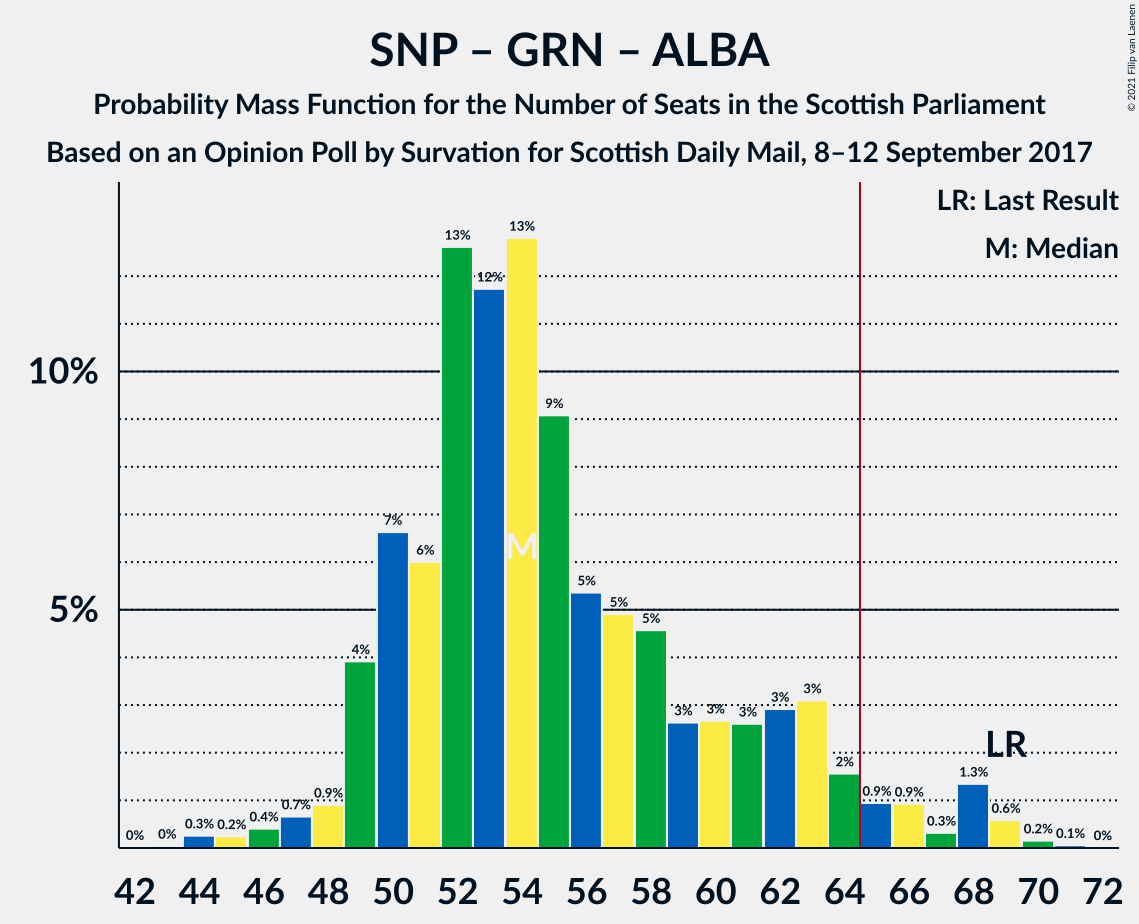 SNP – GRN – ALBA
Probability Mass Function for the Number of Seats in the Scottish Parliament
Based on an Opinion Poll by Survation for Scottish Daily Mail, 8–12 September 2017
© 2021 Filip van Laenen
LR: Last Result
M: Median
10%
5%
0% 0% 0.3% 0.2% 0.4% 0.7% 0.9% 4% 7% 6% 13% 12% 13% 9% 5% 5% 5% 3% 3% 3% 3% 3% 2% 0.9% 0.9% 0.3% 1.3% 0.6% 0.2% 0.1% 0%
M
LR
42 44 46 48 50 52 54 56 58 60 62 64 66 68 70 72